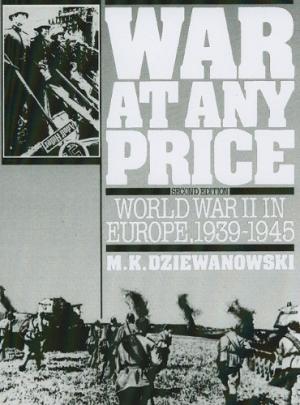 WAR
AT ANY
PRICE
SECOND EDITION
WORLD WAR II IN
EUROPE, 1939-1945
M.K. DZIEWANOWSKI